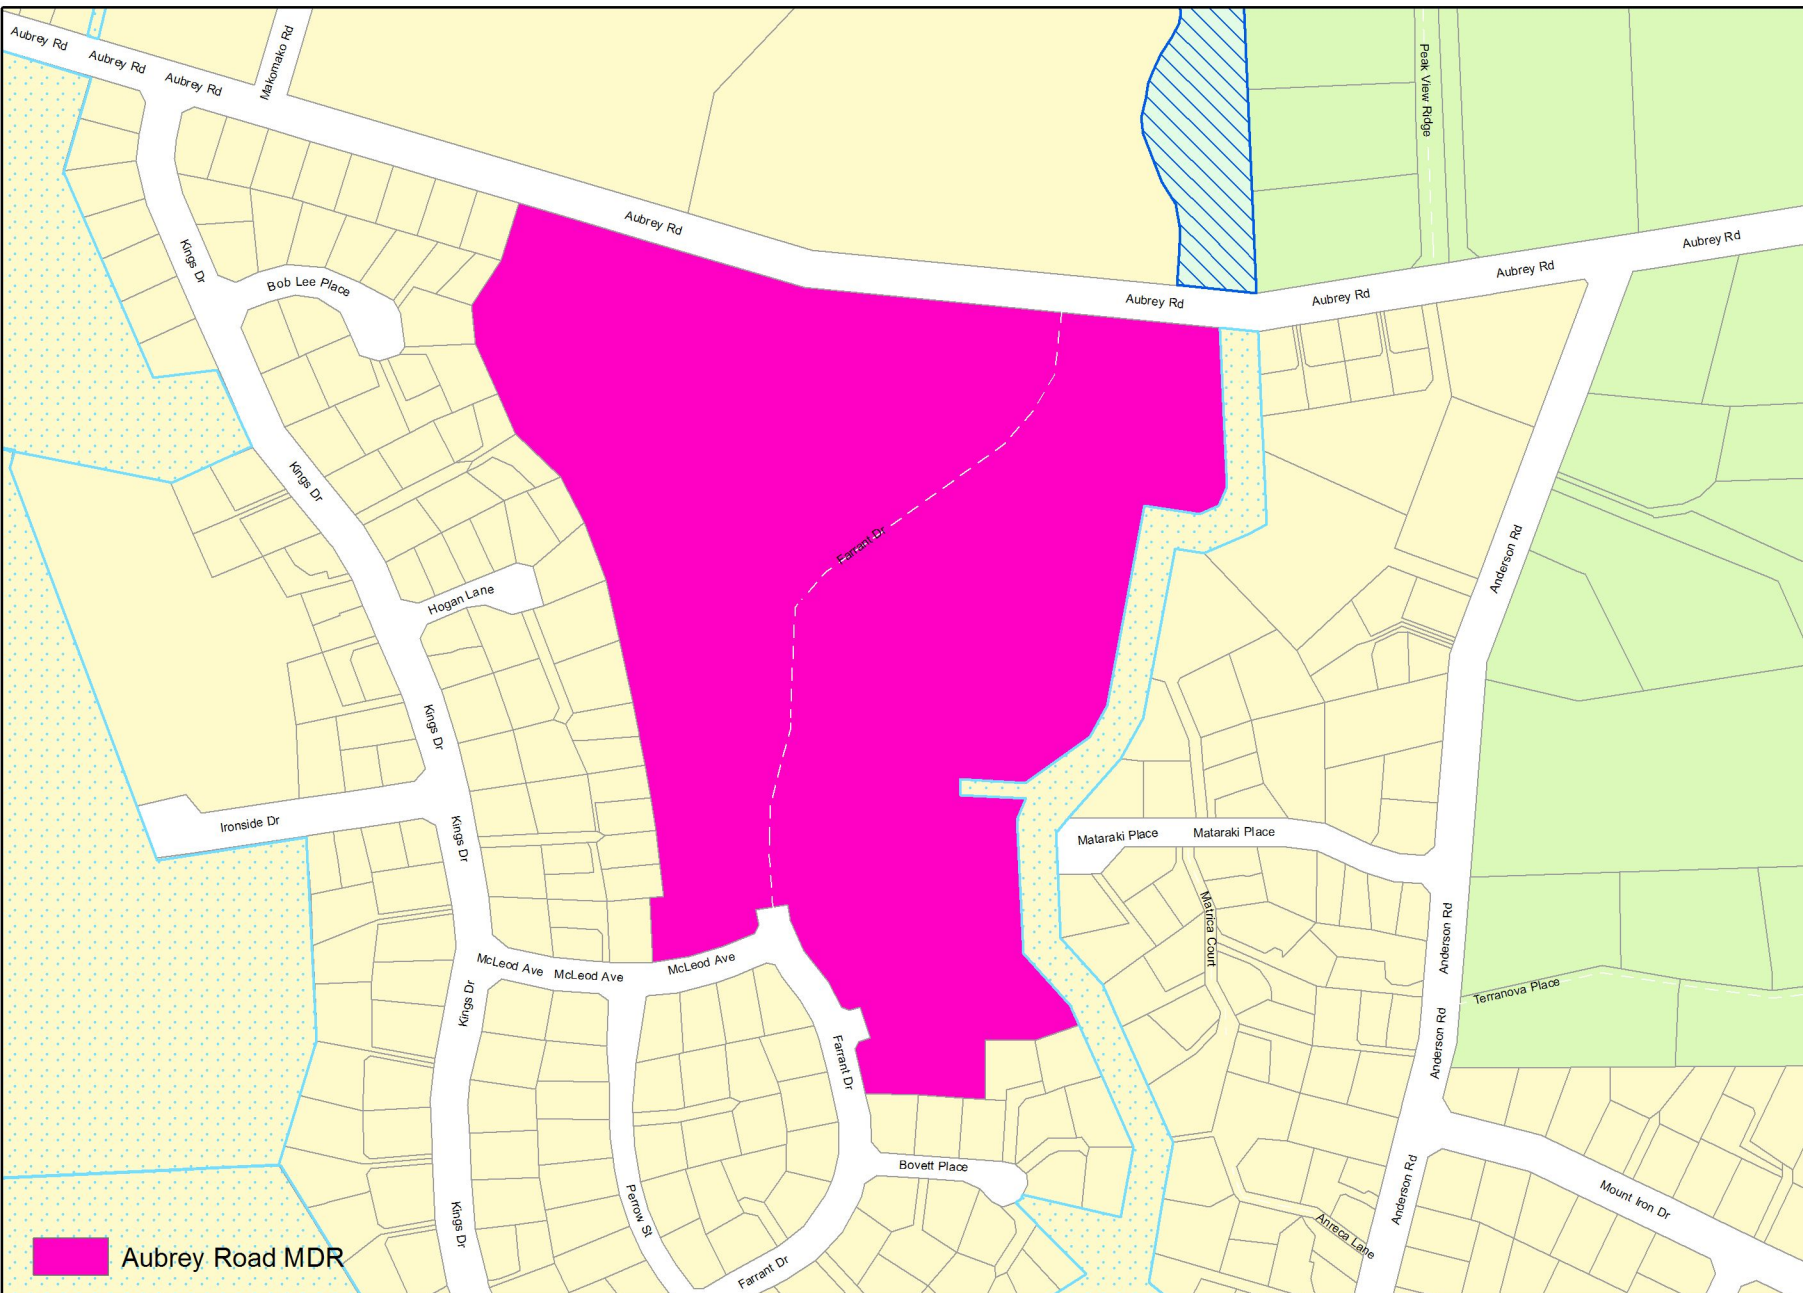 Aubrey Rd
Aubrey Rd
Aubrey Rd
Makomako Rd
Peak View Ridge
Aubrey Rd
Aubrey Rd
Aubrey Rd
Aubrey Rd
Aubrey Rd
Kings Dr
Bob Lee Place
Kings Dr
Farrant Dr
Anderson Rd
Hogan Lane
Kings Dr
Ironside Dr
Kings Dr
Mataraki Place
Mataraki Place
Matrica Court
Anderson Rd
McLeod Ave
McLeod Ave
McLeod Ave
Kings Dr
Terranova Place
Farrant Dr
Anderson Rd
Bovett Place
Anderson Rd
Mount Iron Dr
Kings Dr
Perrow St
Anreca Lane
Farrant Dr
Aubrey Road MDR